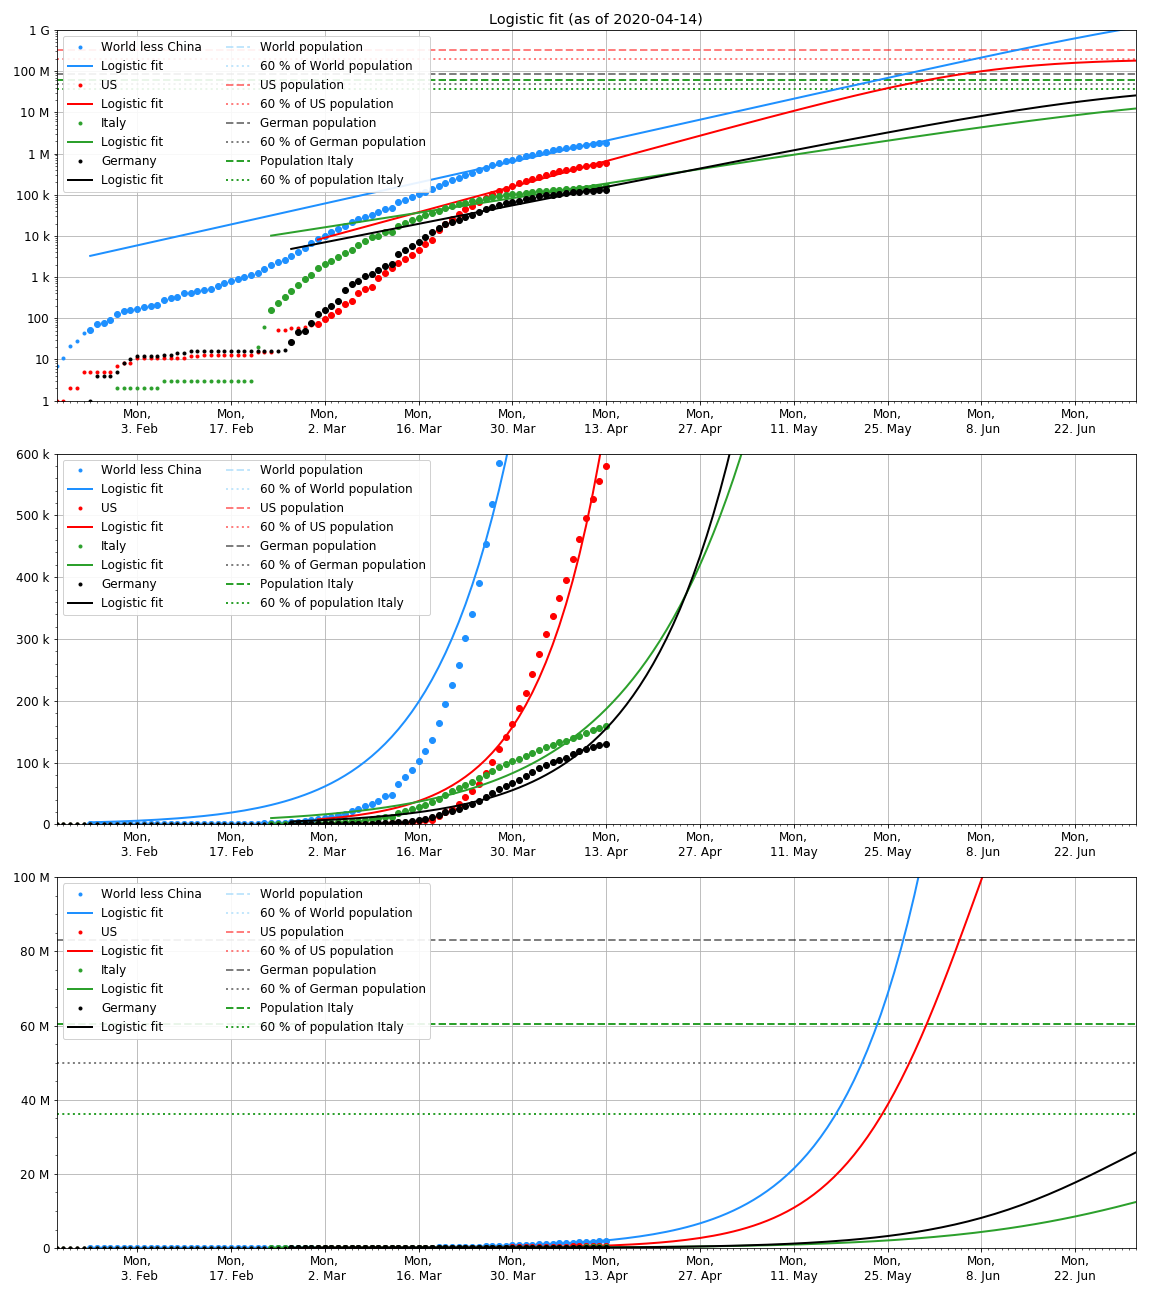 Logistic fit (as of 2020-04-14)
1 G
100 M
10 M
1 M
100 k
10 k
1 k
100
10
1
World less China
Logistic fit
US
Logistic fit
Italy
Logistic fit
Germany
Logistic fit
World population
60 % of World population
US population
60 % of US population
German population
60 % of German population
Population Italy
60 % of population Italy
Mon,
3. Feb
Mon,
17. Feb
Mon,
2. Mar
Mon,
16. Mar
Mon,
30. Mar
Mon,
13. Apr
Mon,
27. Apr
Mon,
11. May
Mon,
25. May
Mon,
8. Jun
Mon,
22. Jun
600 k
500 k
400 k
300 k
200 k
100 k
0
World less China
Logistic fit
US
Logistic fit
Italy
Logistic fit
Germany
Logistic fit
World population
60 % of World population
US population
60 % of US population
German population
60 % of German population
Population Italy
60 % of population Italy
Mon,
3. Feb
Mon,
17. Feb
Mon,
2. Mar
Mon,
16. Mar
Mon,
30. Mar
Mon,
13. Apr
Mon,
27. Apr
Mon,
11. May
Mon,
25. May
Mon,
8. Jun
Mon,
22. Jun
100 M
80 M
60 M
40 M
20 M
0
World less China
Logistic fit
US
Logistic fit
Italy
Logistic fit
Germany
Logistic fit
World population
60 % of World population
US population
60 % of US population
German population
60 % of German population
Population Italy
60 % of population Italy
Mon,
3. Feb
Mon,
17. Feb
Mon,
2. Mar
Mon,
16. Mar
Mon,
30. Mar
Mon,
13. Apr
Mon,
27. Apr
Mon,
11. May
Mon,
25. May
Mon,
8. Jun
Mon,
22. Jun